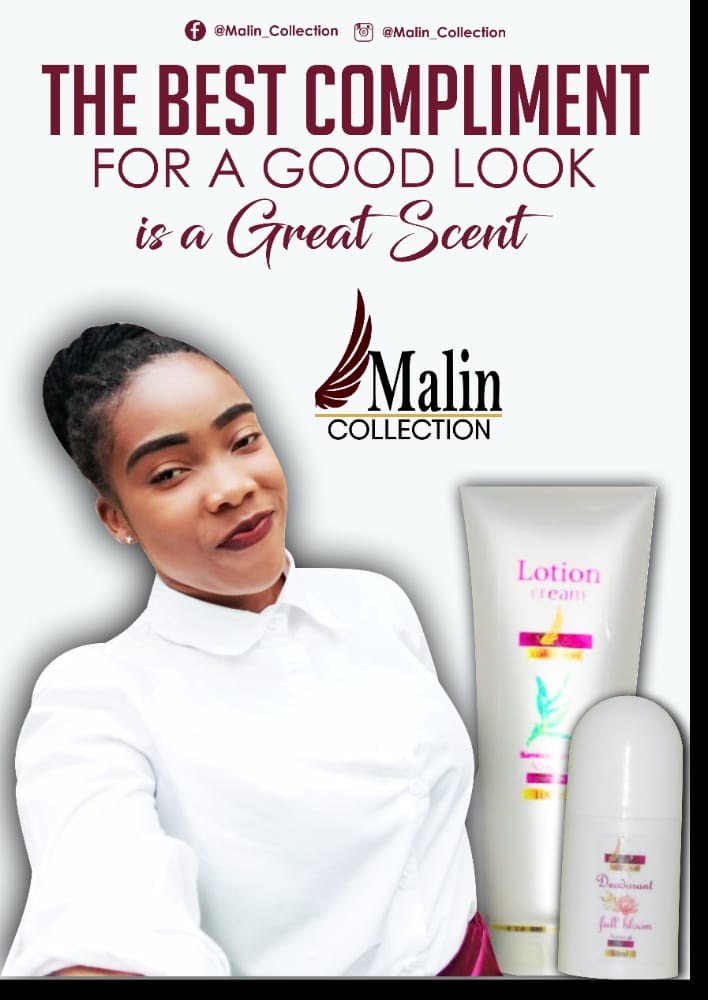 @Malin_Collection @Malin_Collection
THE BEST COMPLIMENT
FOR A GOOD LOOK
is a Great Scent
Malin
COLLECTION
Lotion
cream
Deodorant
full bloom